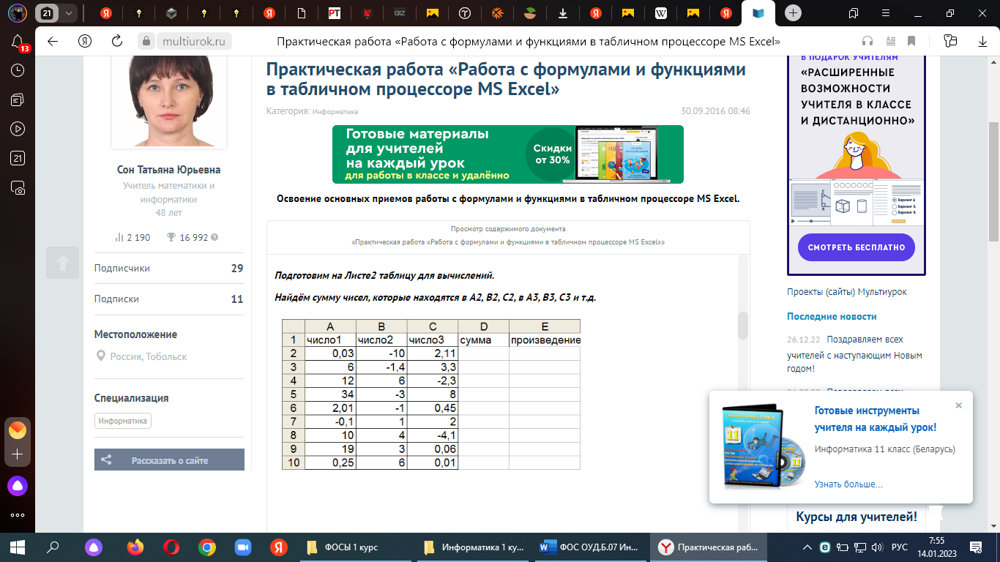 21
multiurok.ru
Практическая работа «Работа с формулами и функциями в табличном процессоре MS Excel»
13
21
Практическая работа «Работа с формулами и функциями
в табличном процессоре MS Excel»
Категория: Информатика
30.09.2016 08:46
Готовые материалы
для учителей
на каждый урок
для работы в классе и удалённо
Скидки
от 30%
Сон Татьяна Юрьевна
Учитель математики и
информатики
48 лет
2 190
16 992
Подписчики 29
Подписки 11
Местоположение
Россия, Тобольск
Специализация
Информатика
Рассказать о сайте
Освоение основных приемов работы с формулами и функциями в табличном процессоре MS Excel.
Просмотр содержимого документа
«Практическая работа «Работа с формулами и функциями в табличном процессоре MS Excel»»
Подготовим на Листе2 таблицу для вычислений.
Найдём сумму чисел, которые находятся в A2, B2, C2, в A3, B3, C3 и т.д.
A B C D E
1 число1 число2 число3 сумма произведение
2 0,03 -10 2,11
3 6 -1,4 3,3
4 12 6 -2,3
5 34 -3 8
6 2,01 -1 0,45
7 -0,1 1 2
8 10 4 -4,1
9 19 3 0,06
10 0,25 6 0,01
В ПОДАРОК УЧИТЕЛЯМ
«РАСШИРЕННЫЕ
ВОЗМОЖНОСТИ
УЧИТЕЛЯ В КЛАССЕ
И ДИСТАНЦИОННО»
Вариант А
Вариант Б
Вариант В
СМОТРЕТЬ БЕСПЛАТНО
Проекты (сайты) Мультиурок
Последние новости
26.12.22 Поздравляем всех
учителей с наступающим Новым
годом!
ИНФОРМАТИКА
11
11
Готовые инструменты
учителя на каждый урок!
Информатика 11 класс (Беларусь)
Узнать больше...
Курсы для учителей!
ФОСЫ 1 курс
Информатика 1 ку...
ФОС ОУД.Б.07 Ин...
Практическая раб...
РУС
7:55
14.01.2023